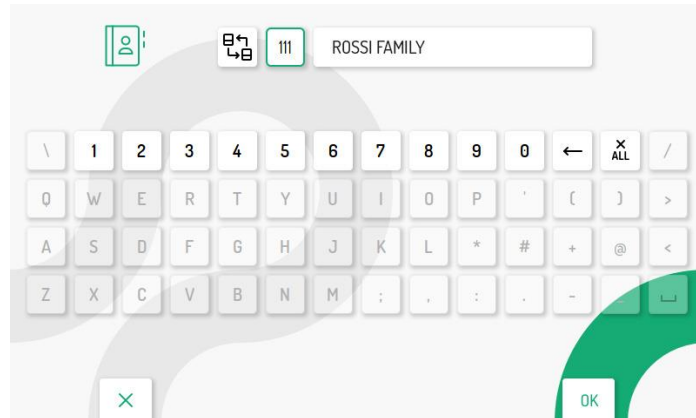 111 ROSSI FAMILY
\ 1 2 3 4 5 6 7 8 9 0 ← × ALL /
Q W E R T Y U I O P ' ( ) >
A S D F G H J K L * # + @ <
Z X C V B N M ; , : . - _
× OK